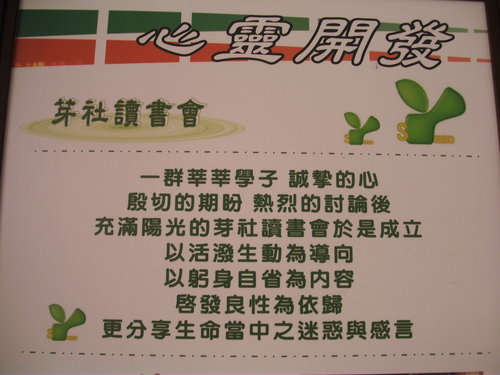 心靈開發
芽社讀書會
SEED
一群莘莘學子 誠摯的心
殷切的期盼 熱烈的討論後
充滿陽光的芽社讀書會於是成立
以活潑生動為導向
以躬身自省為內容
啓發良性為依歸
更分享生命當中之迷惑與感言